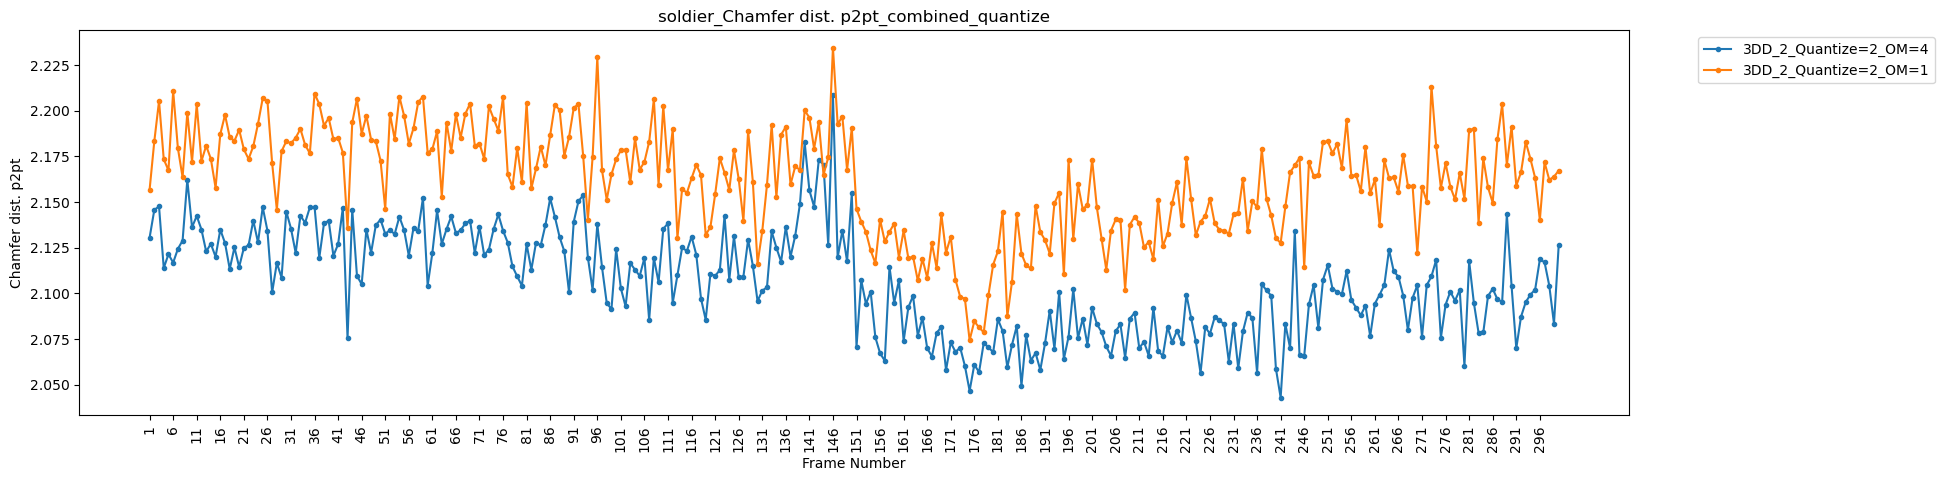 soldier_Chamfer dist. p2pt_combined_quantize
3DD_2_Quantize=2_OM=4
3DD_2_Quantize=2_OM=1
Chamfer dist. p2pt
2.225
2.200
2.175
2.150
2.125
2.100
2.075
2.050
1 6 11 16 21 26 31 36 41 46 51 56 61 66 71 76 81 86 91 96 101 106 111 116 121 126 131 136 141 146 151 156 161 166 171 176 181 186 191 196 201 206 211 216 221 226 231 236 241 246 251 256 261 266 271 276 281 286 291 296
Frame Number